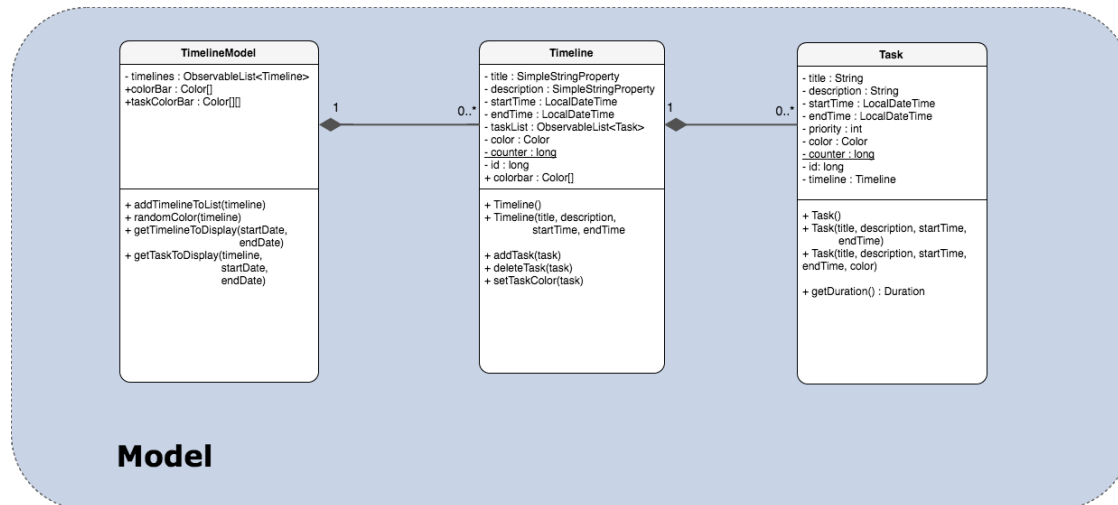 TimelineModel
- timelines : ObservableList<Timeline>
+colorBar : Color[]
+taskColorBar : Color[][]
+ addTimelineToList(timeline)
+ randomColor(timeline)
+ getTimelineToDisplay(startDate,
endDate)
+ getTaskToDisplay(timeline,
startDate,
endDate)
1
0..*
Timeline
- title : SimpleStringProperty
- description : SimpleStringProperty
- startTime : LocalDateTime
- endTime : LocalDateTime
- taskList : ObservableList<Task>
- color : Color
- counter : long
- id : long
+ colorbar : Color[]
+ Timeline()
+ Timeline(title, description,
startTime, endTime
+ addTask(task)
+ deleteTask(task)
+ setTaskColor(task)
1
0..*
Task
- title : String
- description : String
- startTime : LocalDateTime
- endTime : LocalDateTime
- priority : int
- color : Color
- counter : long
- id: long
- timeline : Timeline
+ Task()
+ Task(title, description, startTime,
endTime)
+ Task(title, description, startTime,
endTime, color)
+ getDuration() : Duration
Model